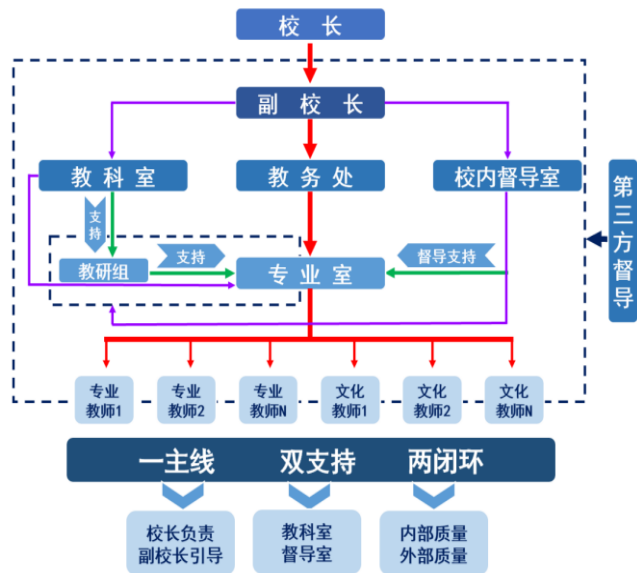 校长
副校长
教科室
教务处
校内督导室
第三方督导
支持
教研组
支持
专业室
督导支持
专业
教师1
专业
教师2
专业
教师N
文化
教师1
文化
教师2
文化
教师N
一主线
双支持
两闭环
校长负责
副校长引导
教科室
督导室
内部质量
外部质量